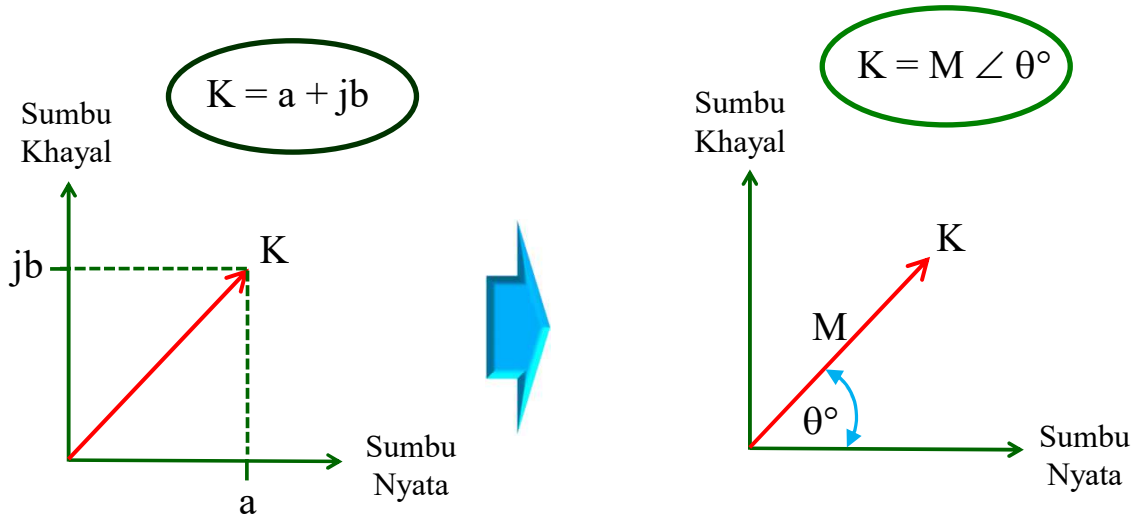 K = a + jb
Sumbu
Khayal
jb
K
Sumbu
Nyata
a
K = M ∠ θ°
Sumbu
Khayal
K
M
θ°
Sumbu
Nyata